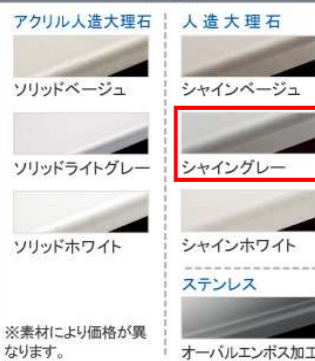 アクリル人造大理石
ソリッドベージュ
ソリッドライトグレー
ソリッドホワイト
※素材により価格が異
なります。
人造大理石
シャインベージュ
シャイングレー
シャインホワイト
ステンレス
オーバルエンボス加工